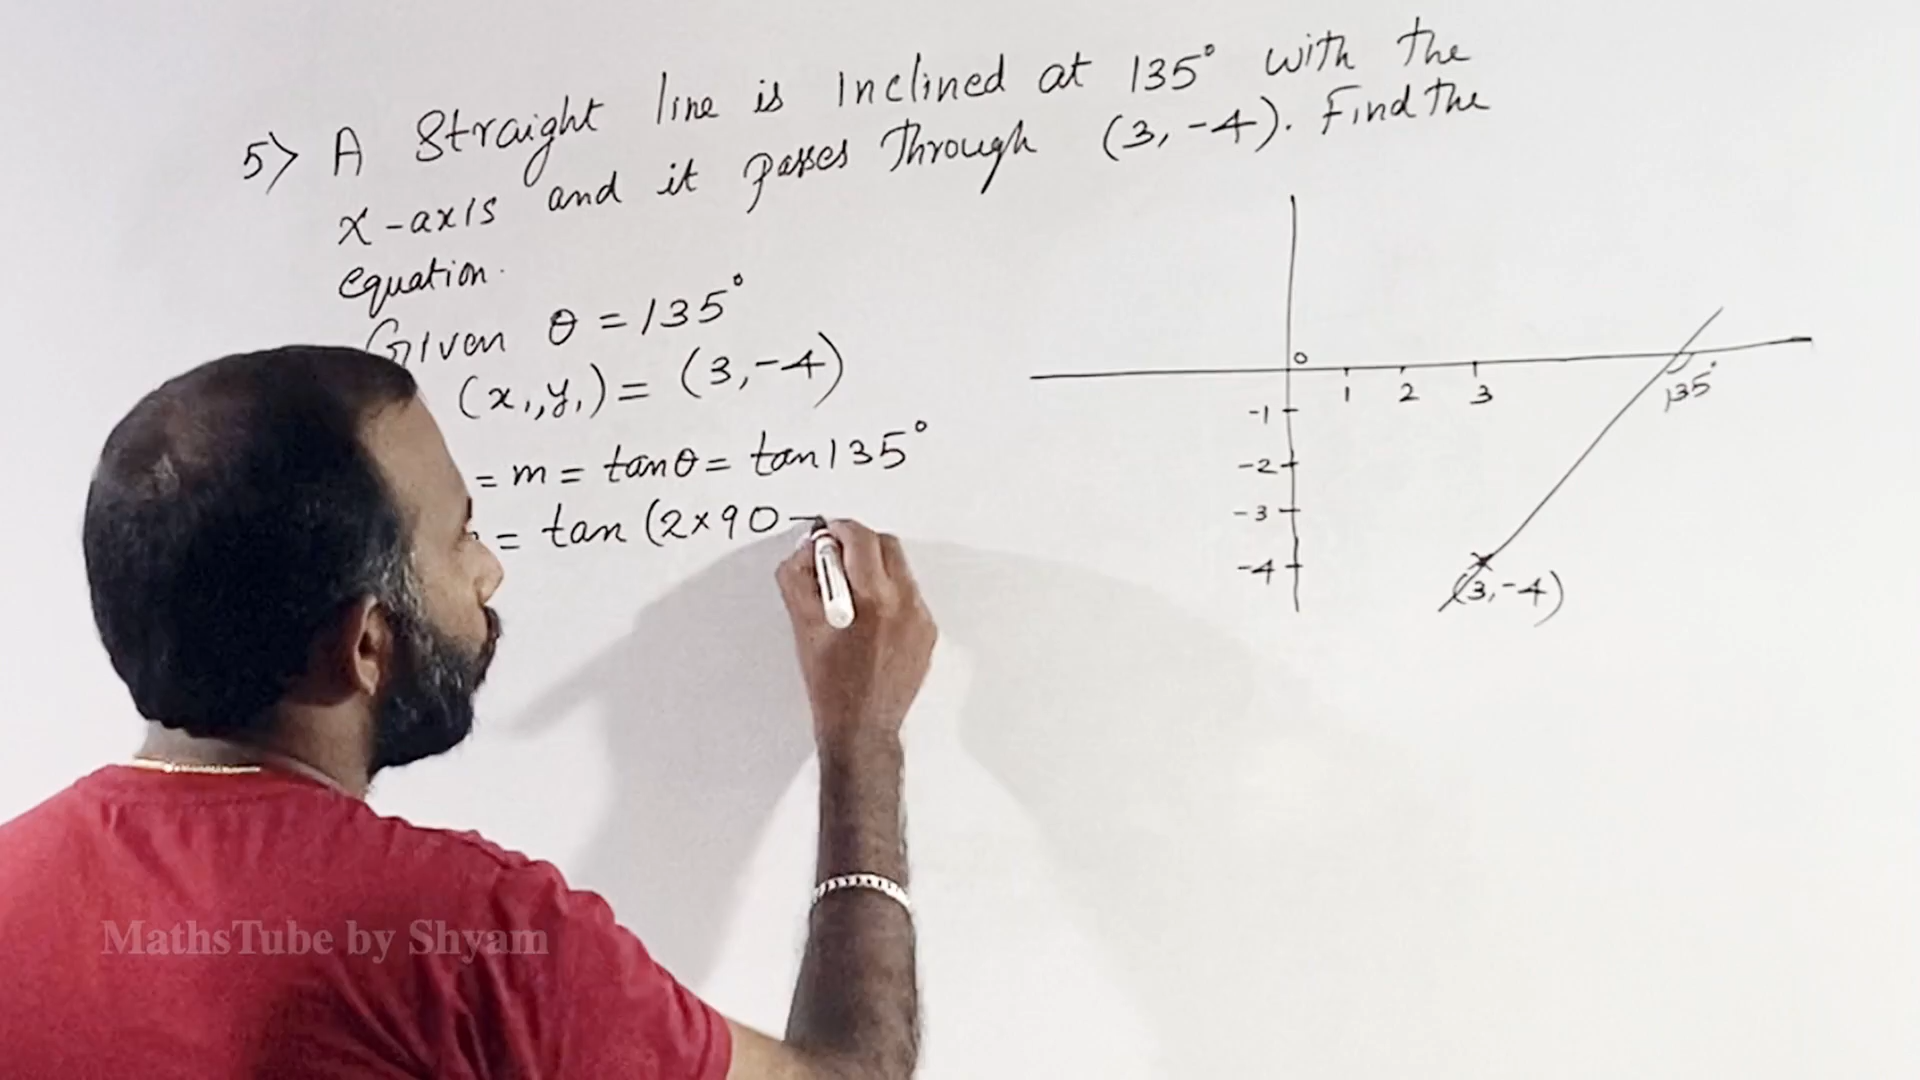 5) A straight line is inclined at 135° with the
x-axis and it passes through (3, -4). Find the
equation.
Given θ = 135°
(x₁, y₁) = (3, -4)
= m = tanθ = tan135°
= tan (2×90 -
0
1 2 3
135°
-1
-2
-3
-4
(3, -4)
MathsTube by Shyam